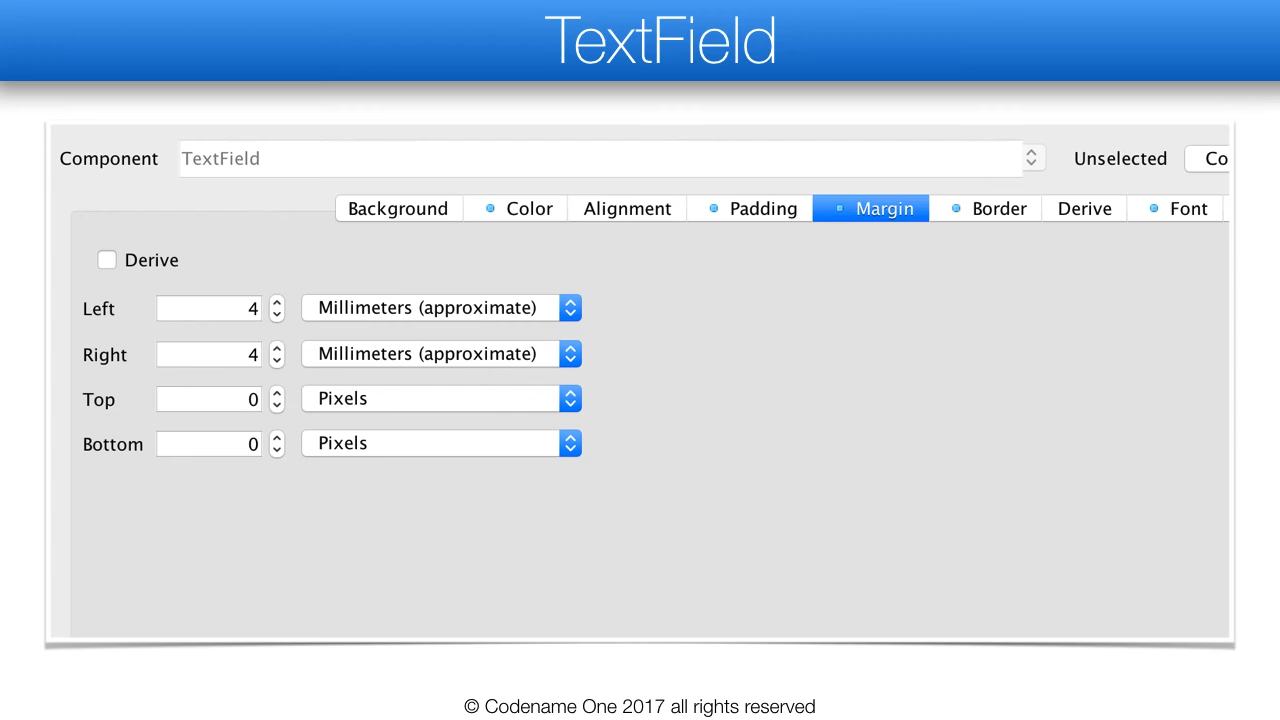 TextField
Component TextField Unselected Co
Background Color Alignment Padding Margin Border Derive Font
Derive
Left 4 Millimeters (approximate)
Right 4 Millimeters (approximate)
Top 0 Pixels
Bottom 0 Pixels
© Codename One 2017 all rights reserved